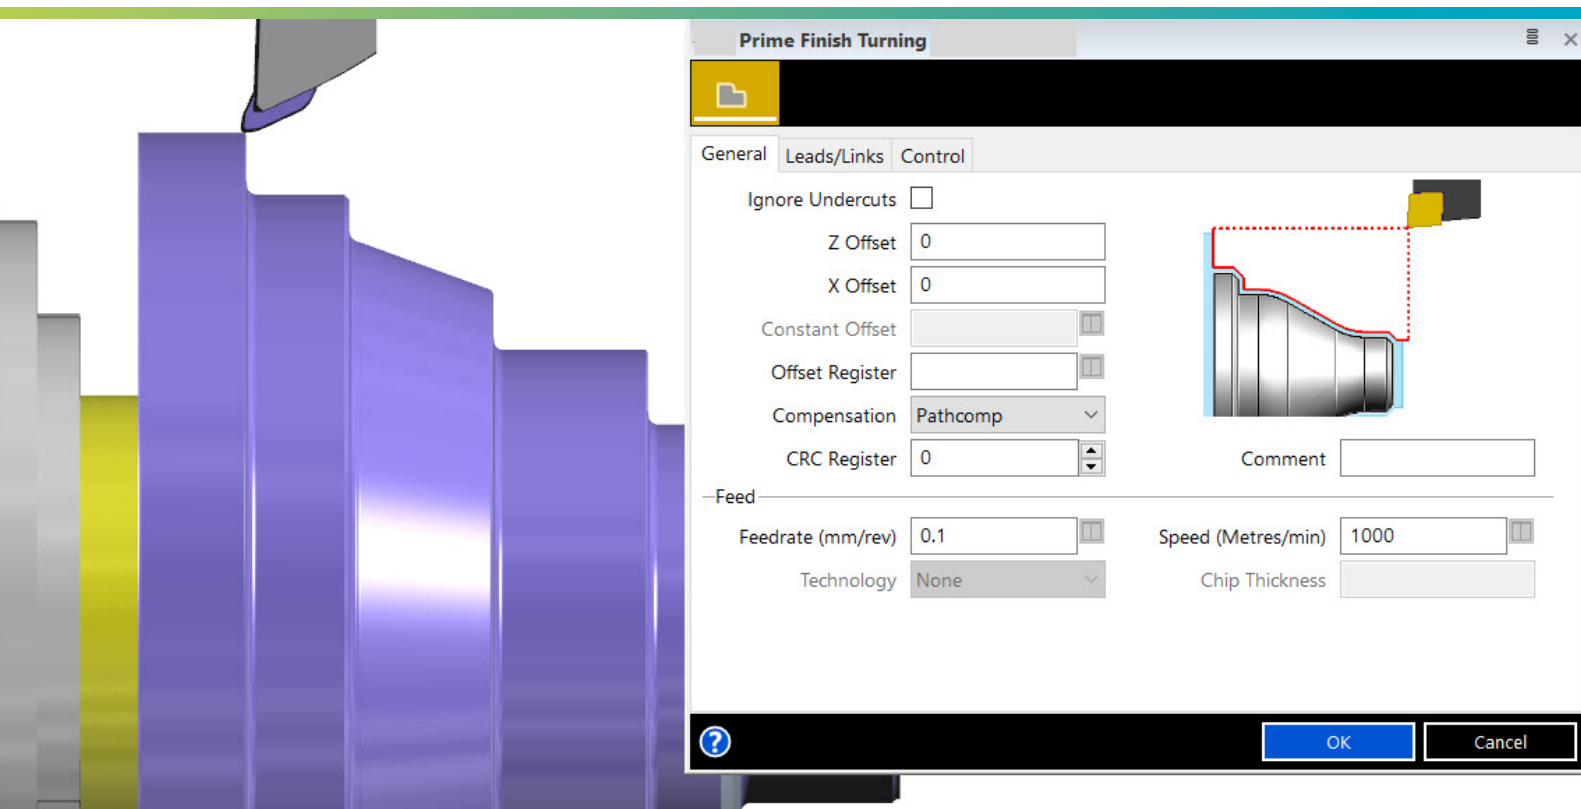 Prime Finish Turning
General Leads/Links Control
Ignore Undercuts
Z Offset 0
X Offset 0
Constant Offset
Offset Register
Compensation Pathcomp
CRC Register 0 Comment
Feed
Feedrate (mm/rev) 0.1 Speed (Metres/min) 1000
Technology None Chip Thickness
?
OK Cancel